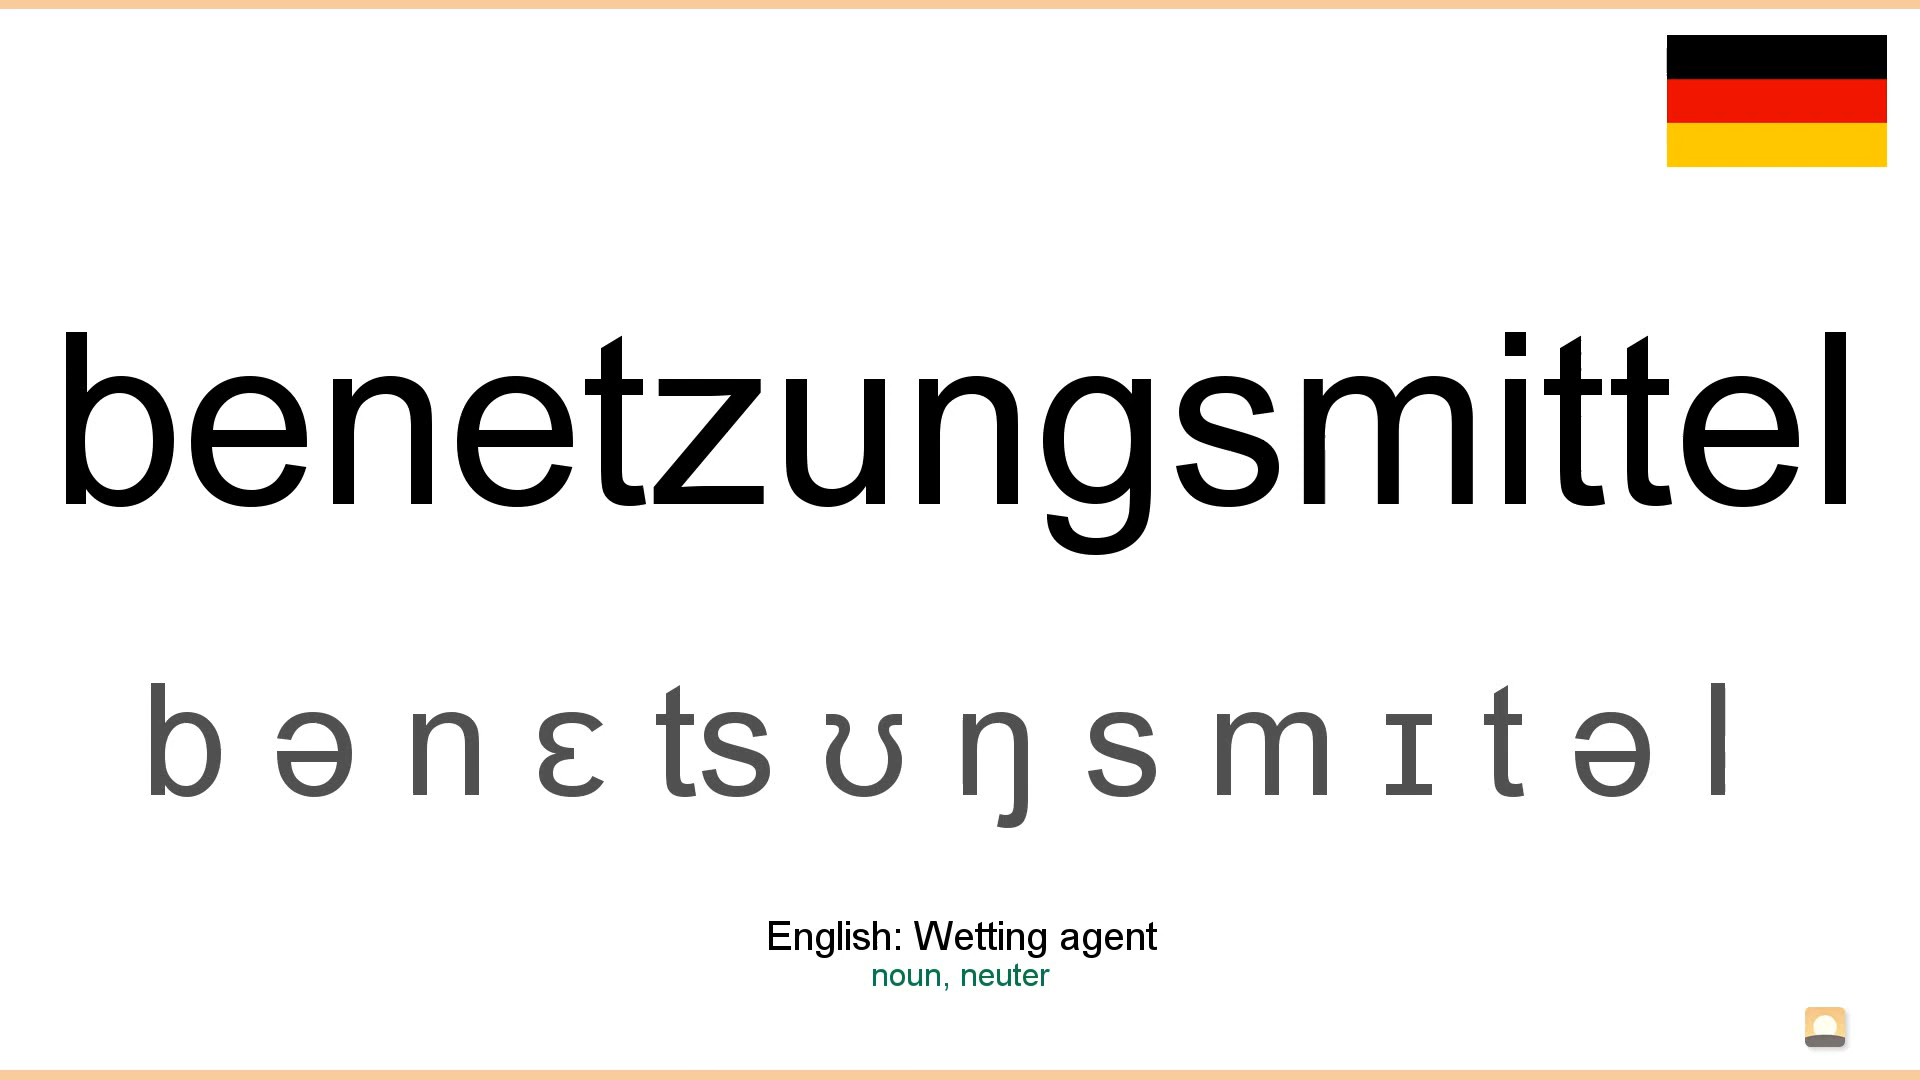 benetzungsmittel
b ə n ɛ ʦ ʊ ŋ s m ɪ t ə l
English: Wetting agent
noun, neuter